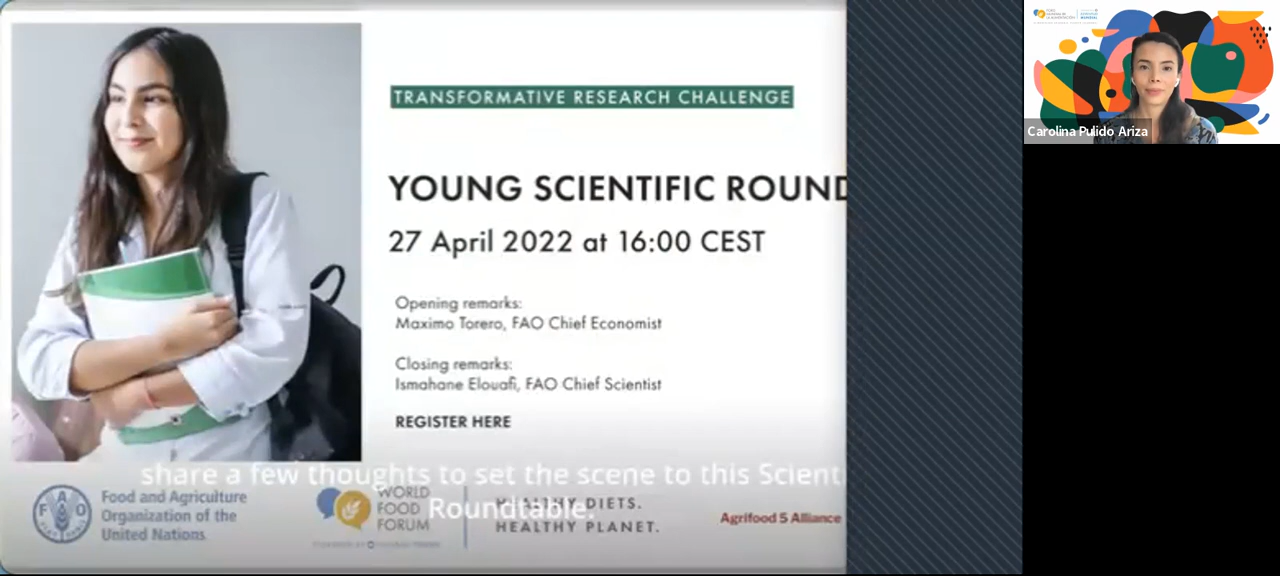 TRANSFORMATIVE RESEARCH CHALLENGE
YOUNG SCIENTIFIC ROUND
27 April 2022 at 16:00 CEST
Opening remarks:
Maximo Torero, FAO Chief Economist
Closing remarks:
Ismahane Elouafi, FAO Chief Scientist
REGISTER HERE
share a few thoughts to set the scene to this Scient
Roundtable.
FAO
Food and Agriculture
Organization of the
United Nations
WORLD
FOOD
FORUM
HEALTHY DIETS.
HEALTHY PLANET.
Agrifood 5 Alliance
Carolina Pulido Ariza